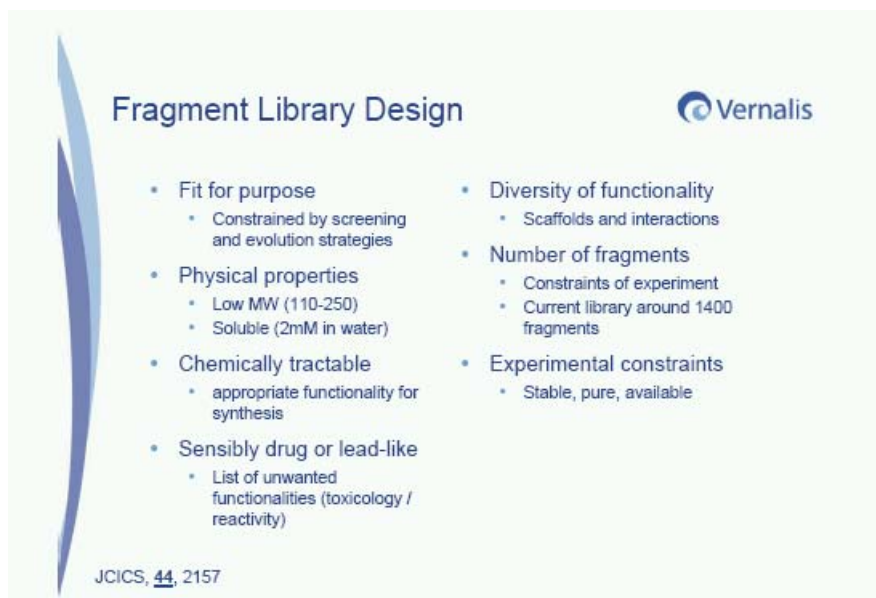 Fragment Library Design
Vernalis
• Fit for purpose
• Constrained by screening
and evolution strategies
• Physical properties
• Low MW (110-250)
• Soluble (2mM in water)
• Chemically tractable
• appropriate functionality for
synthesis
• Sensibly drug or lead-like
• List of unwanted
functionalities (toxicology /
reactivity)
• Diversity of functionality
• Scaffolds and interactions
• Number of fragments
• Constraints of experiment
• Current library around 1400
fragments
• Experimental constraints
• Stable, pure, available
JCICS, 44, 2157